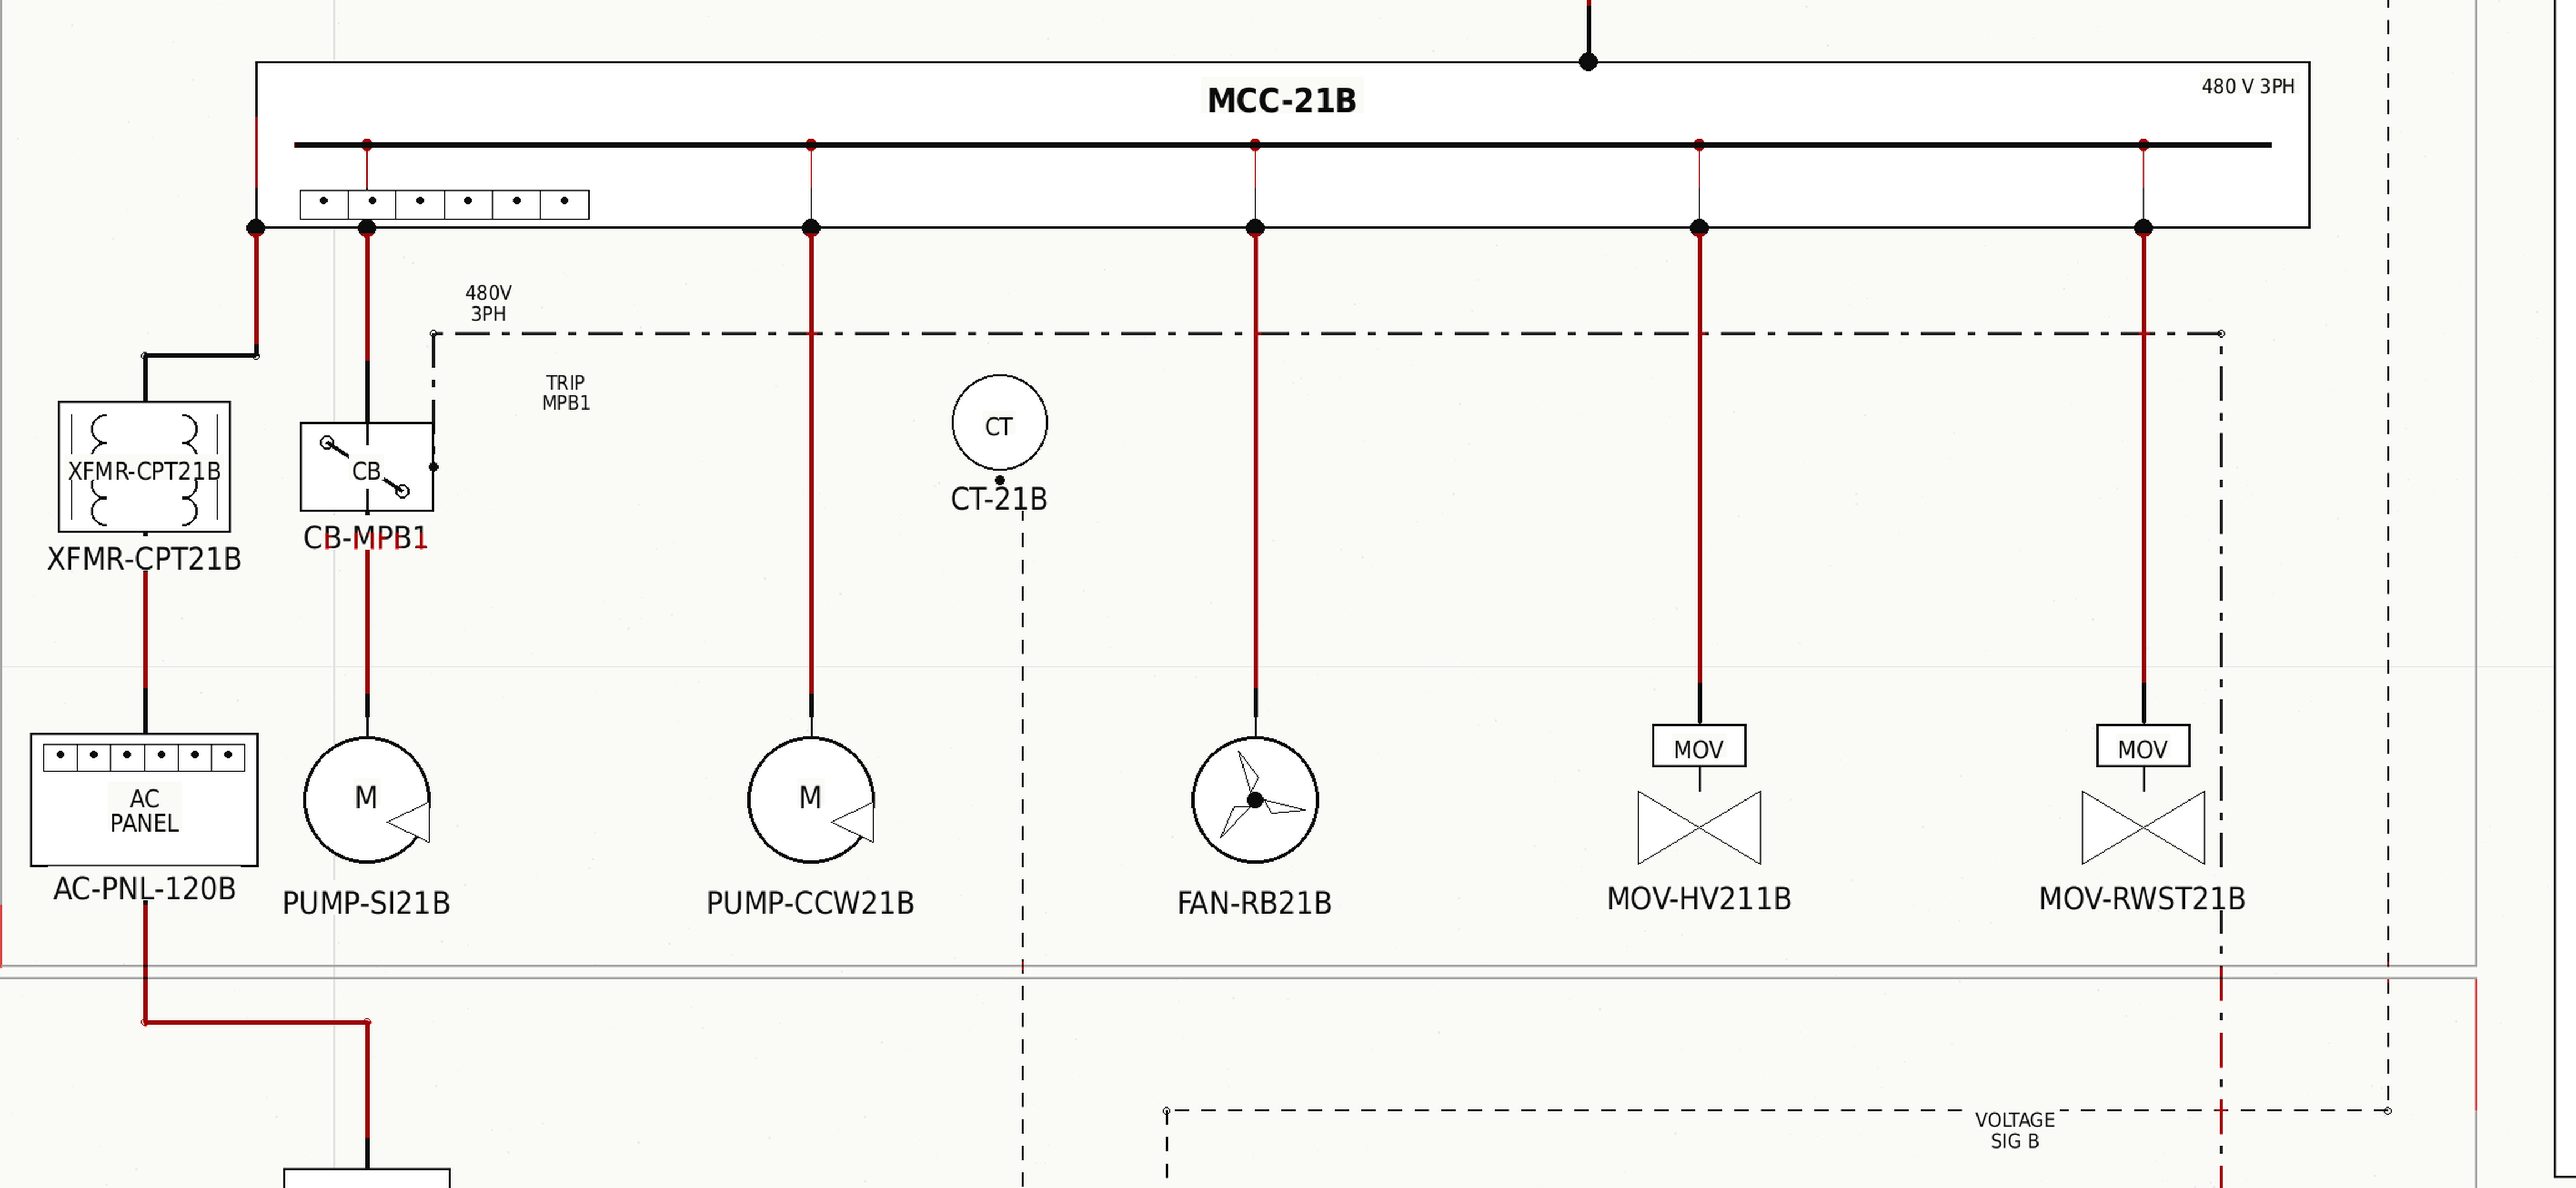 MCC-21B
480 V 3PH
480V
3PH
TRIP
MPB1
CT
CT-21B
XFMR-CPT21B
XFMR-CPT21B
CB
CB-MPB1
AC
PANEL
AC-PNL-120B
M
PUMP-SI21B
M
PUMP-CCW21B
FAN-RB21B
MOV
MOV-HV211B
MOV
MOV-RWST21B
VOLTAGE
SIG B